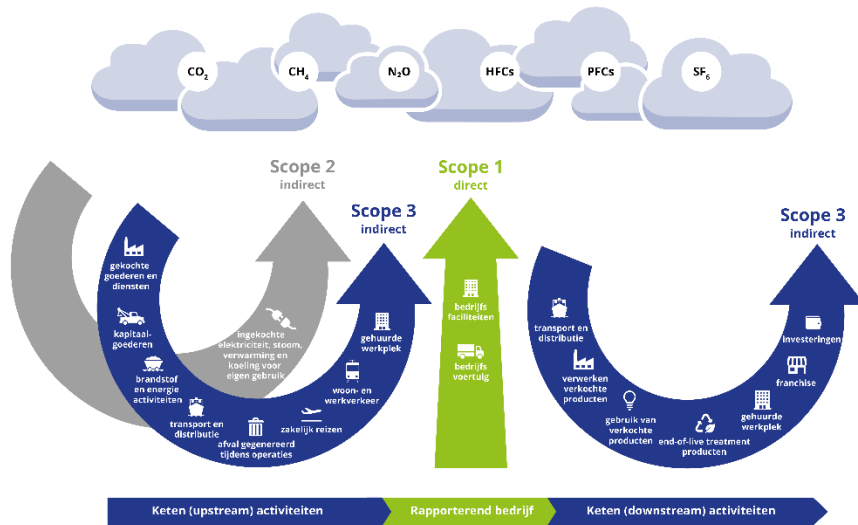 CO₂
CH₄
N₂O
HFCs
PFCs
SF₆
Scope 2
indirect
Scope 3
indirect
Scope 1
direct
Scope 3
indirect
gekochte
goederen en
diensten
kapitaal-
goederen
brandstof
en energie
activiteiten
transport en
distributie
afval gegenereerd
tijdens operaties
zakelijk reizen
woon- en
werkverkeer
gehuurde
werkplek
ingekochte
elektriciteit, stoom,
verwarming en
koeling voor
eigen gebruik
bedrijfs
faciliteiten
bedrijfs
voertuig
transport en
distributie
verwerken
verkochte
producten
gebruik van
verkochte
producten
end-of-live treatment
producten
gehuurde
werkplek
franchise
investeringen
Keten (upstream) activiteiten
Rapporterend bedrijf
Keten (downstream) activiteiten